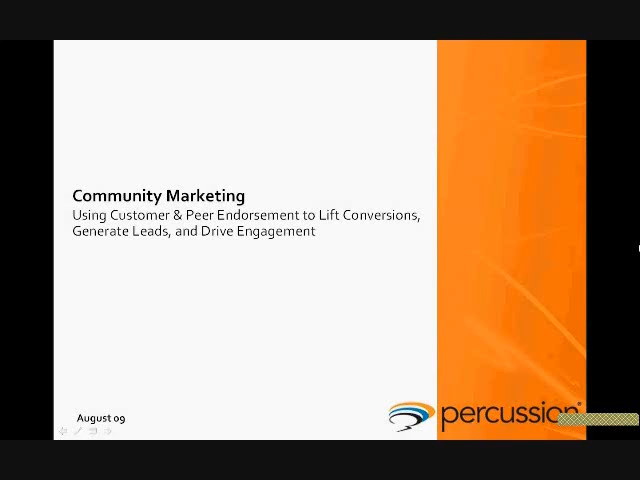 Community Marketing
Using Customer & Peer Endorsement to Lift Conversions,
Generate Leads, and Drive Engagement
August 09
percussion®